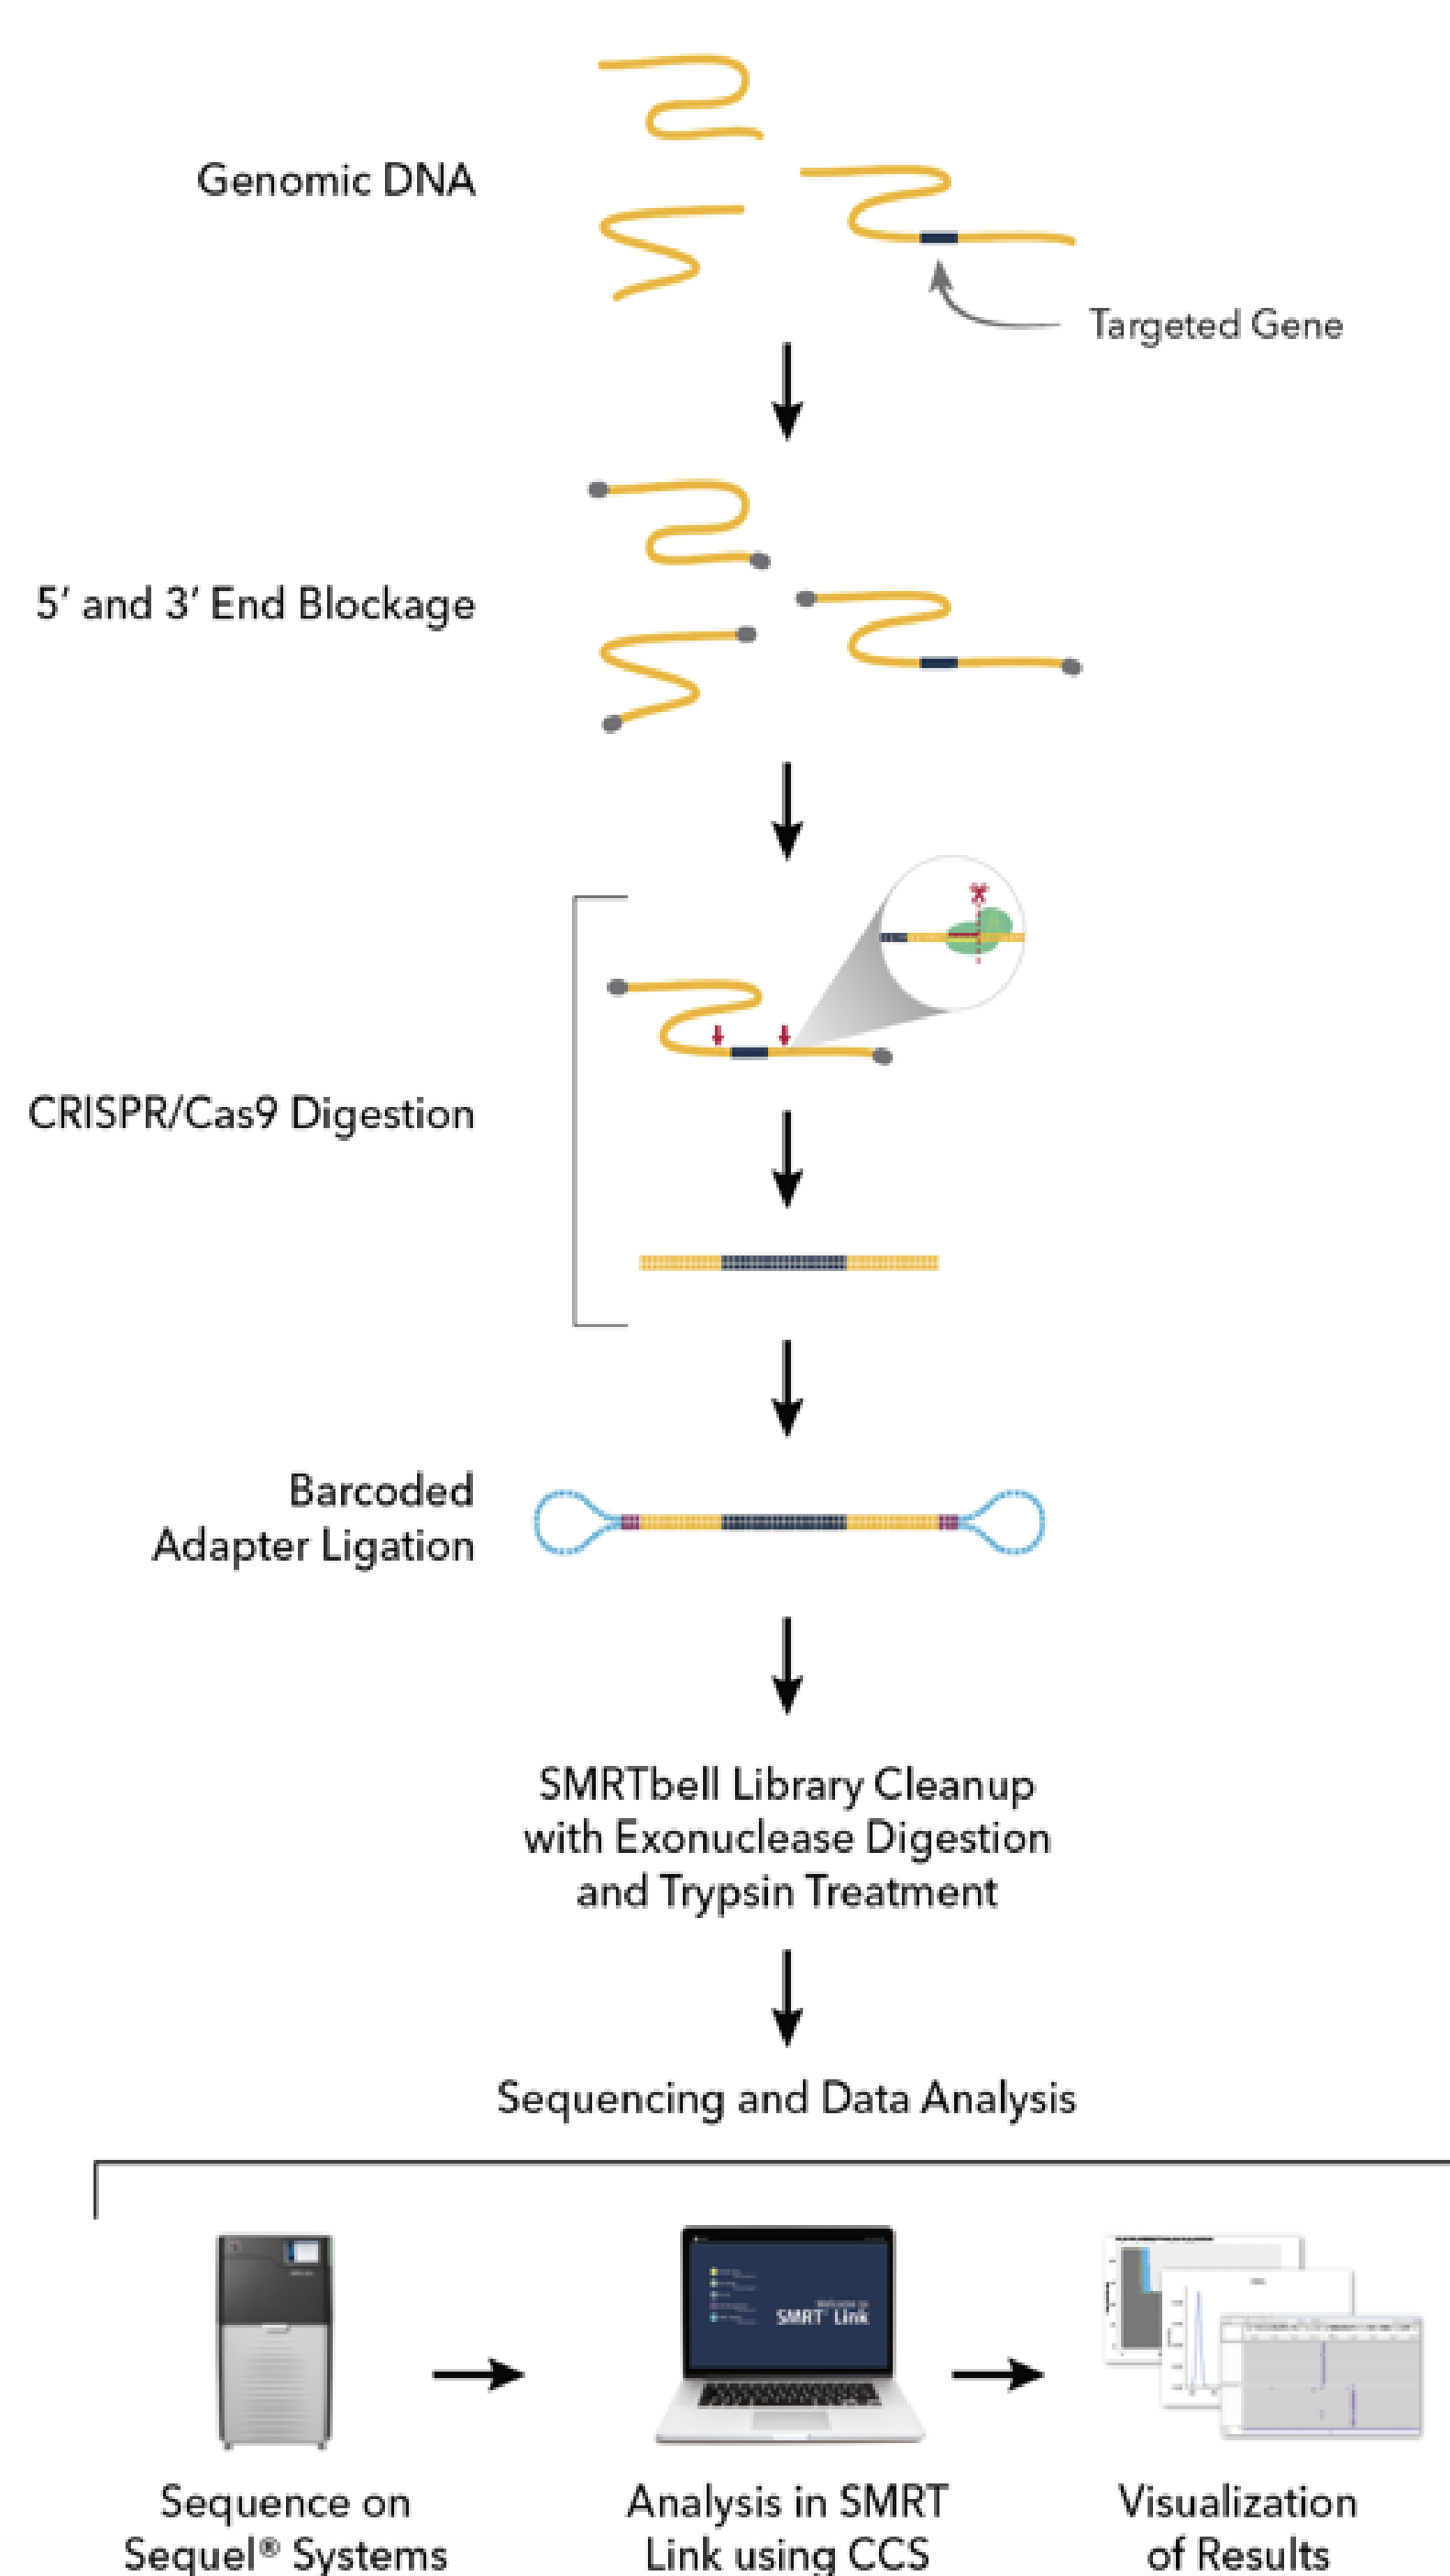 Genomic DNA
Targeted Gene
5′ and 3′ End Blockage
CRISPR/Cas9 Digestion
Barcoded
Adapter Ligation
SMRTbell Library Cleanup
with Exonuclease Digestion
and Trypsin Treatment
Sequencing and Data Analysis
SMRT® Link
Sequence on
Sequel® Systems
Analysis in SMRT
Link using CCS
Visualization
of Results